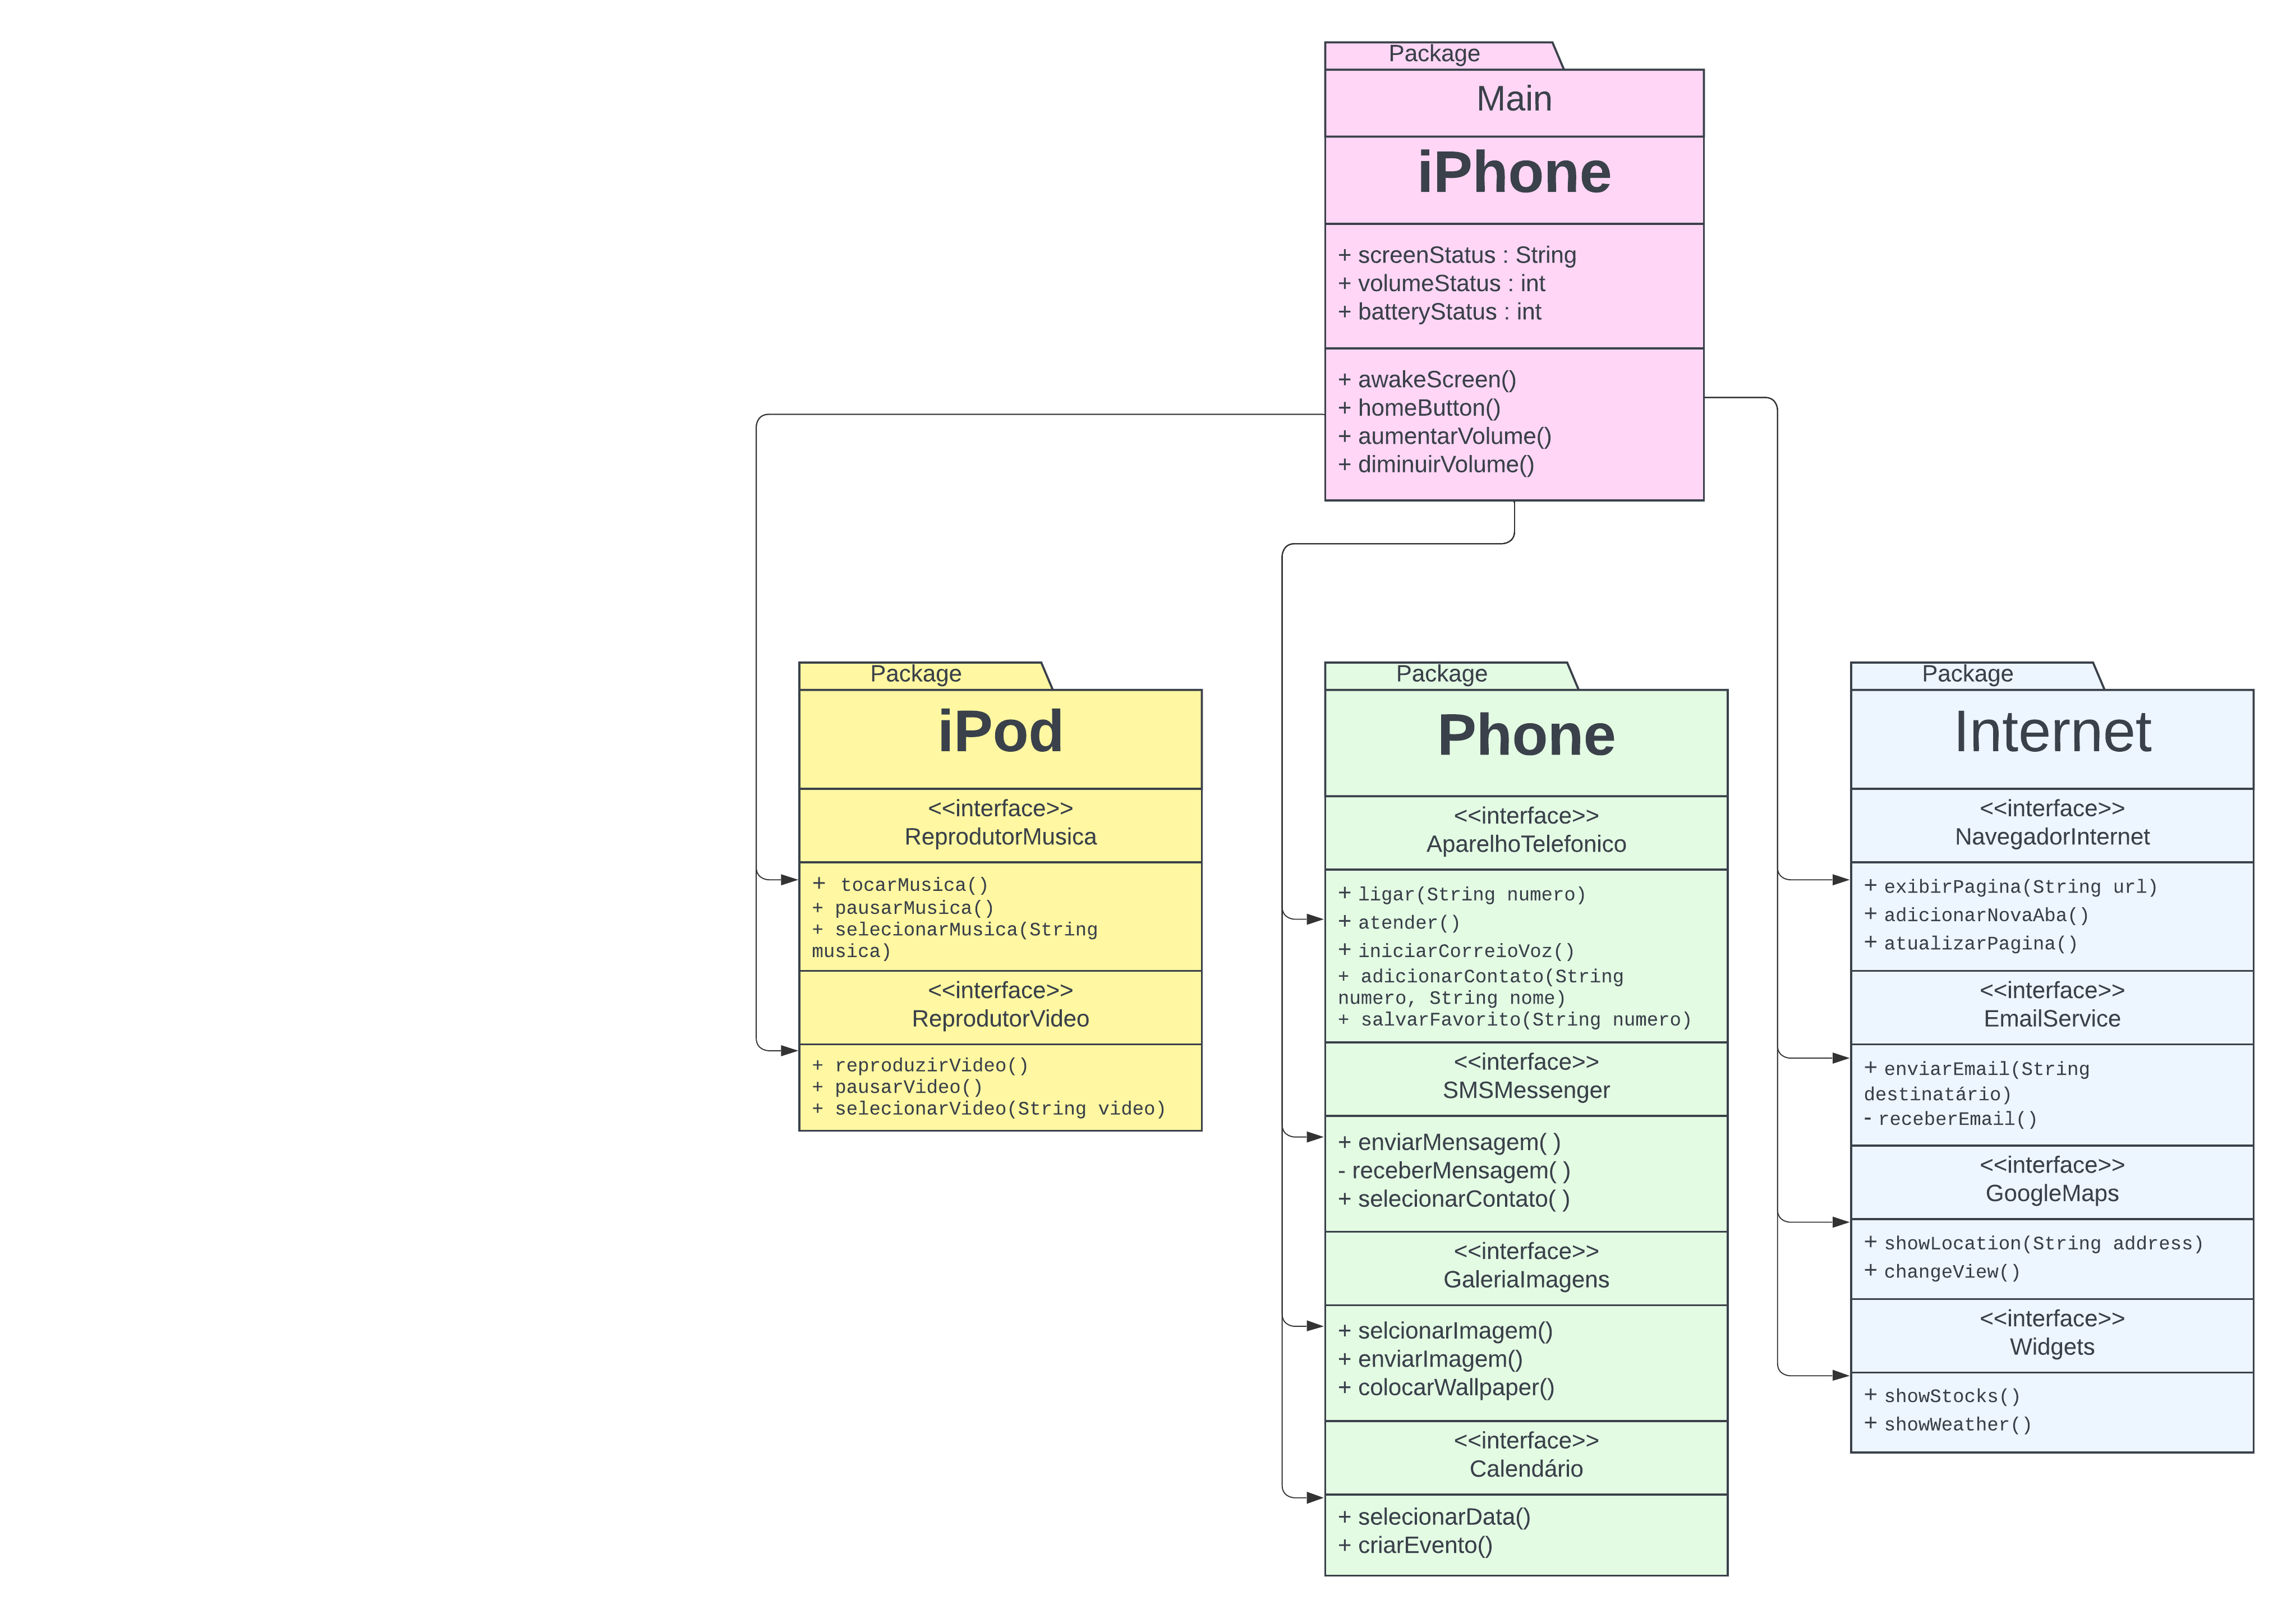 Package
Main
iPhone
+ screenStatus : String
+ volumeStatus : int
+ batteryStatus : int
+ awakeScreen()
+ homeButton()
+ aumentarVolume()
+ diminuirVolume()
Package
iPod
<<interface>>
ReprodutorMusica
+ tocarMusica()
+ pausarMusica()
+ selecionarMusica(String
musica)
<<interface>>
ReprodutorVideo
+ reproduzirVideo()
+ pausarVideo()
+ selecionarVideo(String video)
Package
Phone
<<interface>>
AparelhoTelefonico
+ ligar(String numero)
+ atender()
+ iniciarCorreioVoz()
+ adicionarContato(String
numero, String nome)
+ salvarFavorito(String numero)
<<interface>>
SMSMessenger
+ enviarMensagem( )
- receberMensagem( )
+ selecionarContato( )
<<interface>>
GaleriaImagens
+ selcionarImagem()
+ enviarImagem()
+ colocarWallpaper()
<<interface>>
Calendário
+ selecionarData()
+ criarEvento()
Package
Internet
<<interface>>
NavegadorInternet
+ exibirPagina(String url)
+ adicionarNovaAba()
+ atualizarPagina()
<<interface>>
EmailService
+ enviarEmail(String
destinatário)
- receberEmail()
<<interface>>
GoogleMaps
+ showLocation(String address)
+ changeView()
<<interface>>
Widgets
+ showStocks()
+ showWeather()